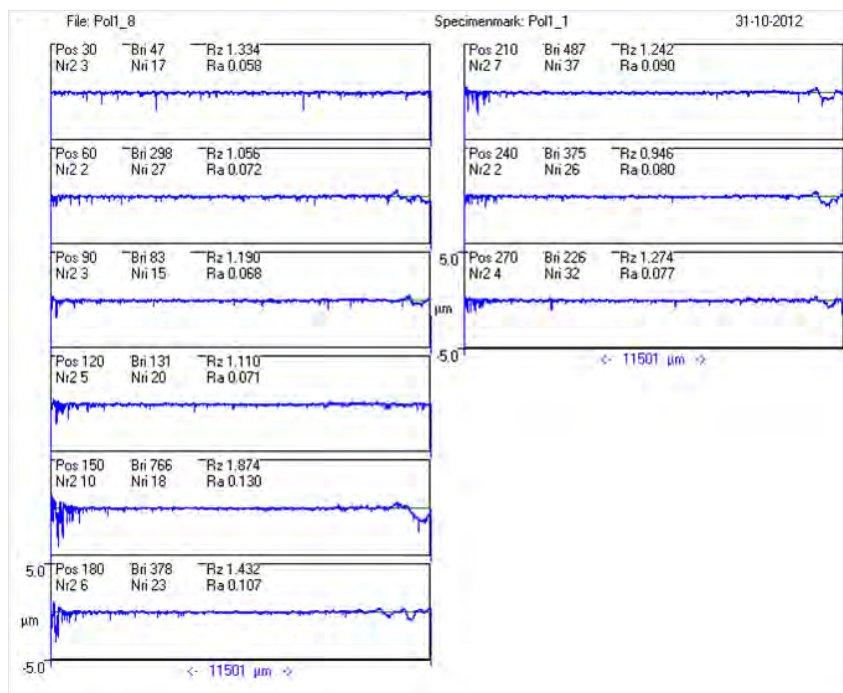 File: Pol1_8 Specimenmark: Pol1_1 31-10-2012
Pos 30 Bri 47 Rz 1.334
Nr2 3 Nri 17 Ra 0.058
Pos 60 Bri 298 Rz 1.056
Nr2 2 Nri 27 Ra 0.072
Pos 90 Bri 83 Rz 1.190
Nr2 3 Nri 15 Ra 0.068
Pos 120 Bri 131 Rz 1.110
Nr2 5 Nri 20 Ra 0.071
Pos 150 Bri 766 Rz 1.874
Nr2 10 Nri 18 Ra 0.130
5.0 Pos 180 Bri 378 Rz 1.432
Nr2 6 Nri 23 Ra 0.107
µm
-5.0
<- 11501 µm ->
Pos 210 Bri 487 Rz 1.242
Nr2 7 Nri 37 Ra 0.090
Pos 240 Bri 375 Rz 0.946
Nr2 2 Nri 26 Ra 0.080
5.0 Pos 270 Bri 226 Rz 1.274
Nr2 4 Nri 32 Ra 0.077
µm
-5.0
<- 11501 µm ->